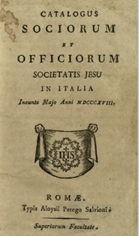 CATALOGUS
SOCIORUM
ET
OFFICIORUM
SOCIETATIS JESU
IN ITALIA
Ineunte Majo Anni MDCCCXVIII.
IHS
ROMÆ.
Typis Aloysii Perego Salvioni
Superiorum Facultate.